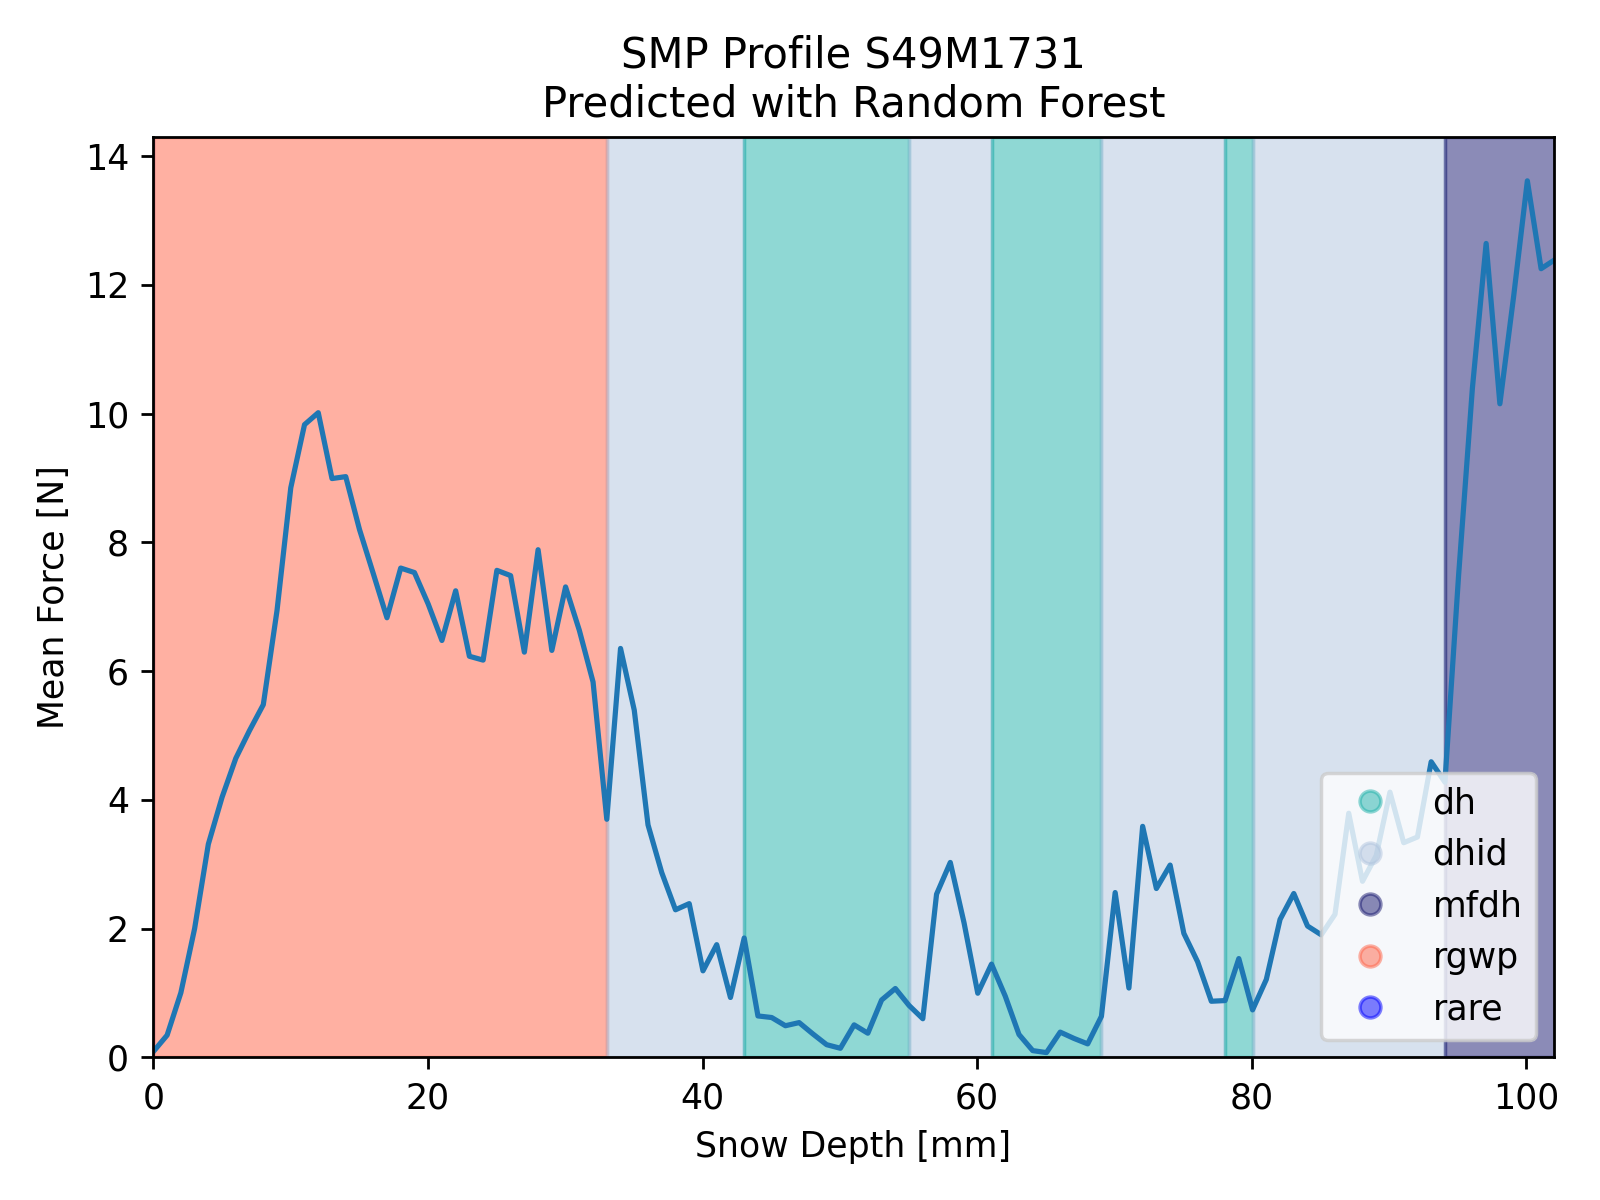 SMP Profile S49M1731
Predicted with Random Forest
14
12
10
8
6
4
2
0
Mean Force [N]
dh
dhid
mfdh
rgwp
rare
0 20 40 60 80 100
Snow Depth [mm]